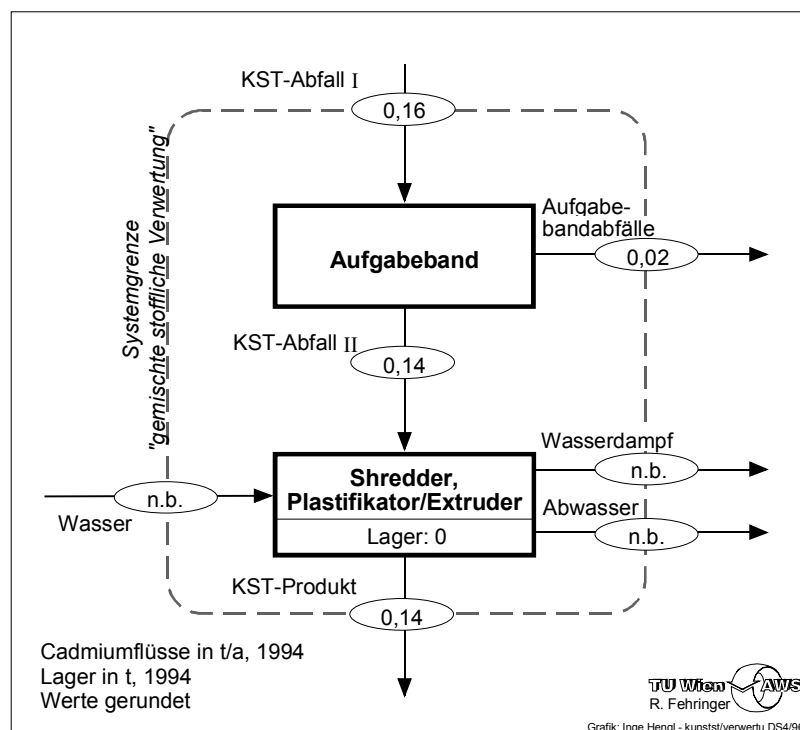 KST-Abfall I
0,16
Systemgrenze
"gemischte stoffliche Verwertung"
Aufgabe-
bandabfälle
Aufgabeband
0,02
KST-Abfall II
0,14
Wasserdampf
n.b.
Shredder,
Plastifikator/Extruder
Lager: 0
n.b.
Wasser
Abwasser
n.b.
KST-Produkt
0,14
Cadmiumflüsse in t/a, 1994
Lager in t, 1994
Werte gerundet
TU Wien AWS
R. Fehringer
Grafik: Inge Hengl - kunstst/verwertu DS4/96